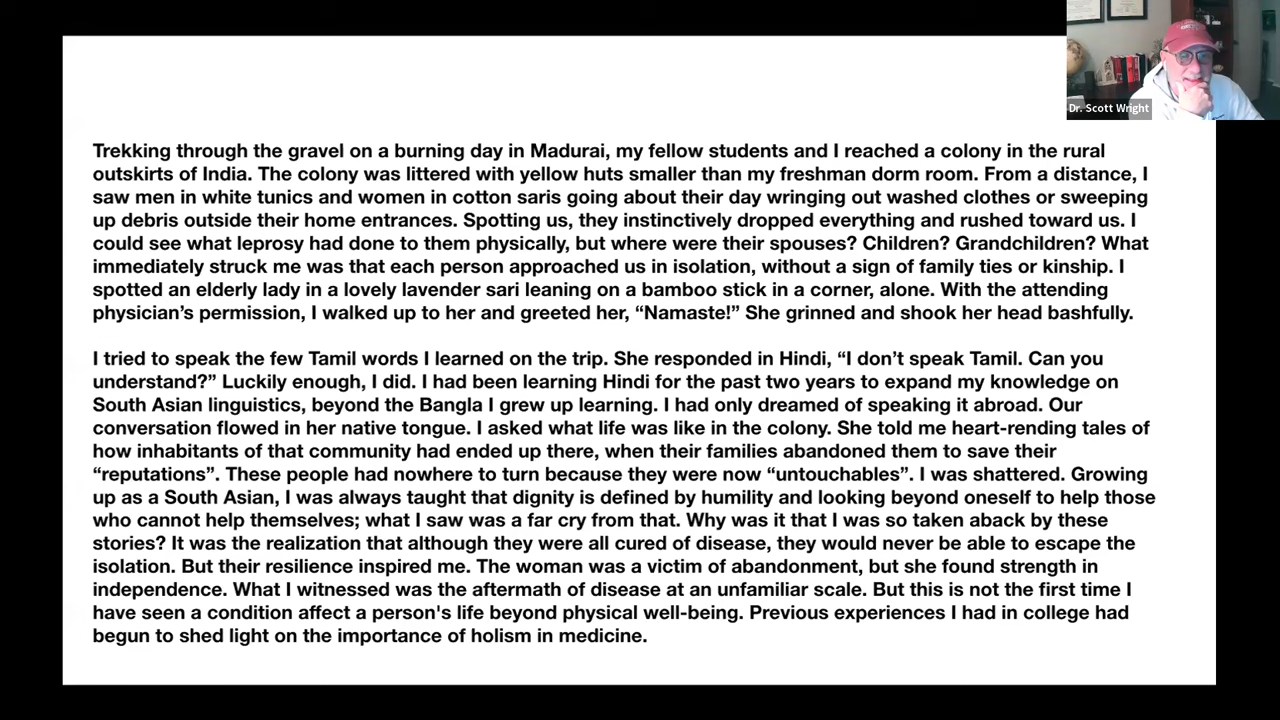 Dr. Scott Wright
Trekking through the gravel on a burning day in Madurai, my fellow students and I reached a colony in the rural
outskirts of India. The colony was littered with yellow huts smaller than my freshman dorm room. From a distance, I
saw men in white tunics and women in cotton saris going about their day wringing out washed clothes or sweeping
up debris outside their home entrances. Spotting us, they instinctively dropped everything and rushed toward us. I
could see what leprosy had done to them physically, but where were their spouses? Children? Grandchildren? What
immediately struck me was that each person approached us in isolation, without a sign of family ties or kinship. I
spotted an elderly lady in a lovely lavender sari leaning on a bamboo stick in a corner, alone. With the attending
physician’s permission, I walked up to her and greeted her, “Namaste!” She grinned and shook her head bashfully.
I tried to speak the few Tamil words I learned on the trip. She responded in Hindi, “I don’t speak Tamil. Can you
understand?” Luckily enough, I did. I had been learning Hindi for the past two years to expand my knowledge on
South Asian linguistics, beyond the Bangla I grew up learning. I had only dreamed of speaking it abroad. Our
conversation flowed in her native tongue. I asked what life was like in the colony. She told me heart-rending tales of
how inhabitants of that community had ended up there, when their families abandoned them to save their
“reputations”. These people had nowhere to turn because they were now “untouchables”. I was shattered. Growing
up as a South Asian, I was always taught that dignity is defined by humility and looking beyond oneself to help those
who cannot help themselves; what I saw was a far cry from that. Why was it that I was so taken aback by these
stories? It was the realization that although they were all cured of disease, they would never be able to escape the
isolation. But their resilience inspired me. The woman was a victim of abandonment, but she found strength in
independence. What I witnessed was the aftermath of disease at an unfamiliar scale. But this is not the first time I
have seen a condition affect a person's life beyond physical well-being. Previous experiences I had in college had
begun to shed light on the importance of holism in medicine.